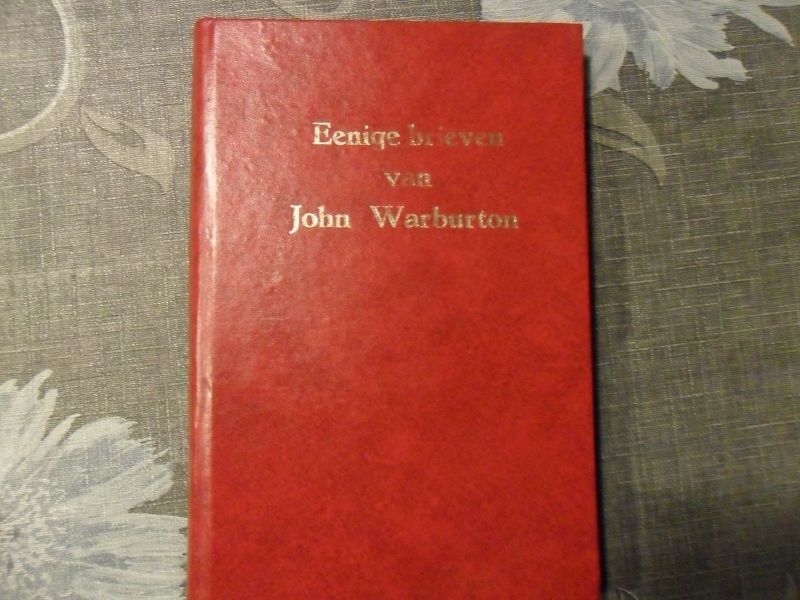 Eenige brieven
van
John Warburton